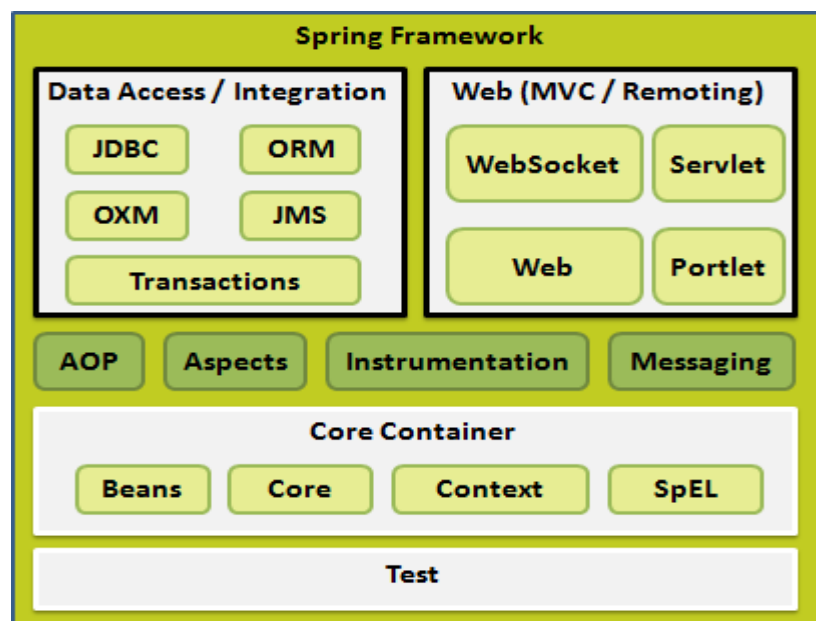 Spring Framework
Data Access / Integration
JDBC
ORM
OXM
JMS
Transactions
Web (MVC / Remoting)
WebSocket
Servlet
Web
Portlet
AOP
Aspects
Instrumentation
Messaging
Core Container
Beans
Core
Context
SpEL
Test